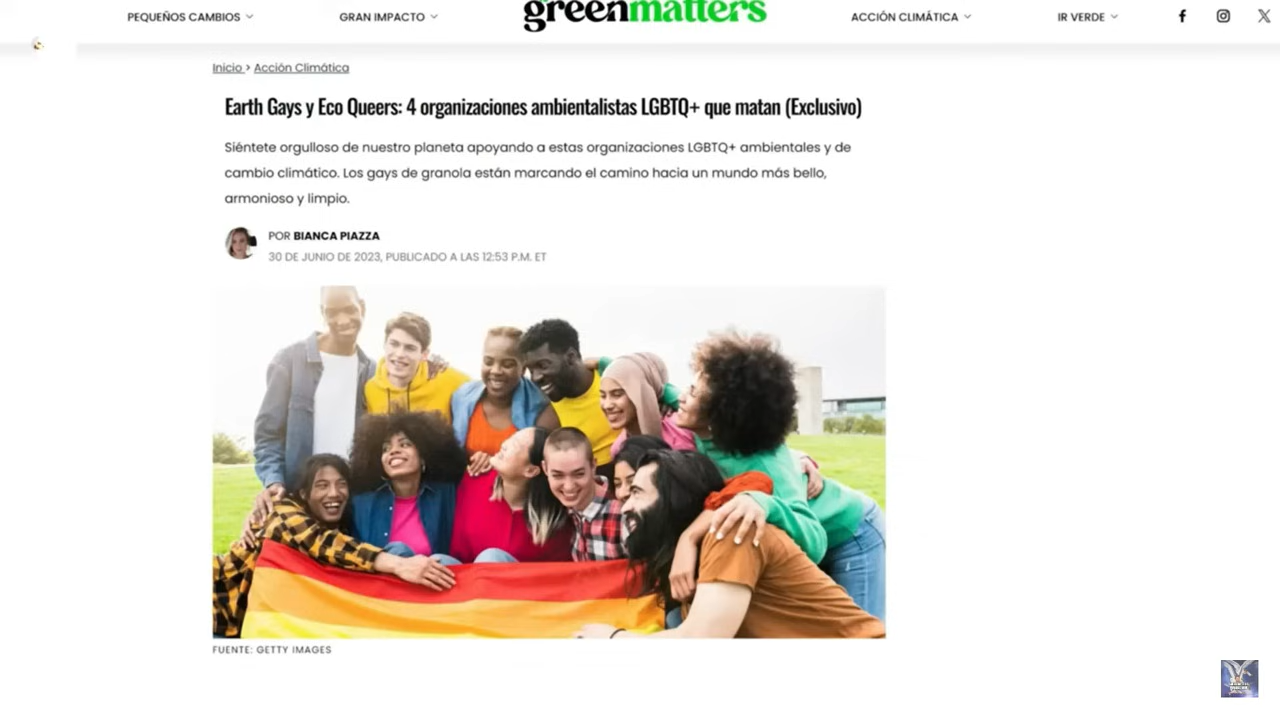 PEQUEÑOS CAMBIOS GRAN IMPACTO greenmatters ACCIÓN CLIMÁTICA IR VERDE
Inicio > Acción Climática
Earth Gays y Eco Queers: 4 organizaciones ambientalistas LGBTQ+ que matan (Exclusivo)
Siéntete orgulloso de nuestro planeta apoyando a estas organizaciones LGBTQ+ ambientales y de
cambio climático. Los gays de granola están marcando el camino hacia un mundo más bello,
armonioso y limpio.
POR BIANCA PIAZZA
30 DE JUNIO DE 2023, PUBLICADO A LAS 12:53 P.M. ET
FUENTE: GETTY IMAGES